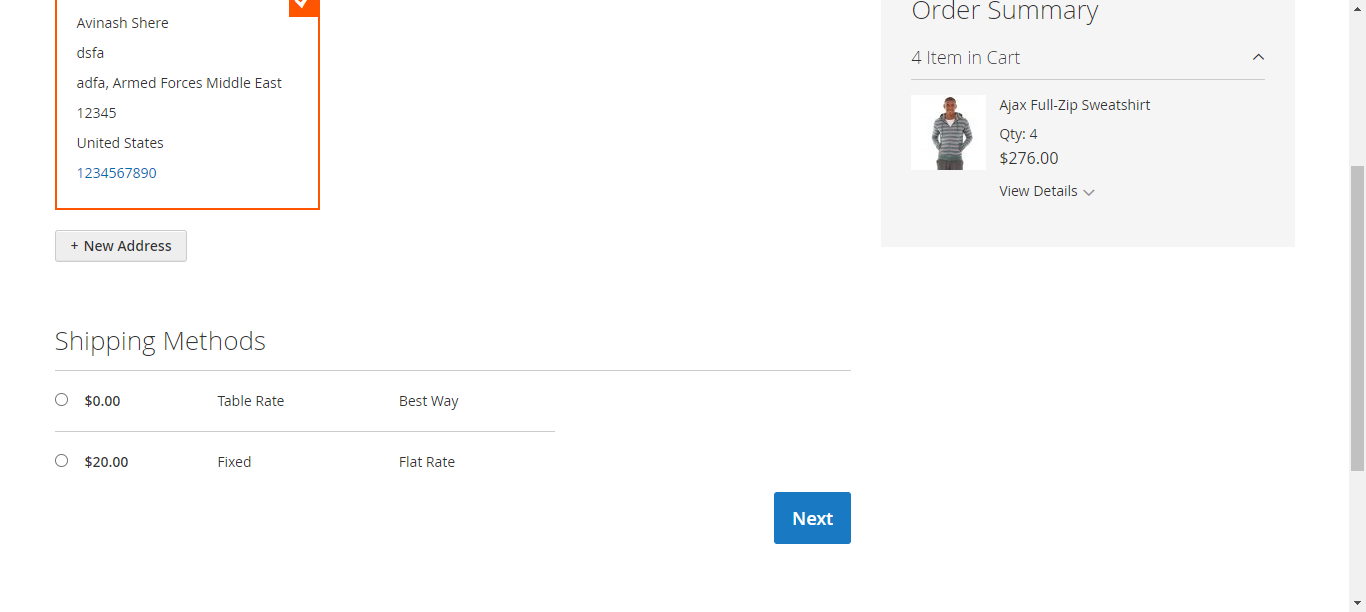 Avinash Shere
dsfa
adfa, Armed Forces Middle East
12345
United States
1234567890
+ New Address
Shipping Methods
$0.00 Table Rate Best Way
$20.00 Fixed Flat Rate
Next
Order Summary
4 Item in Cart
Ajax Full-Zip Sweatshirt
Qty: 4
$276.00
View Details